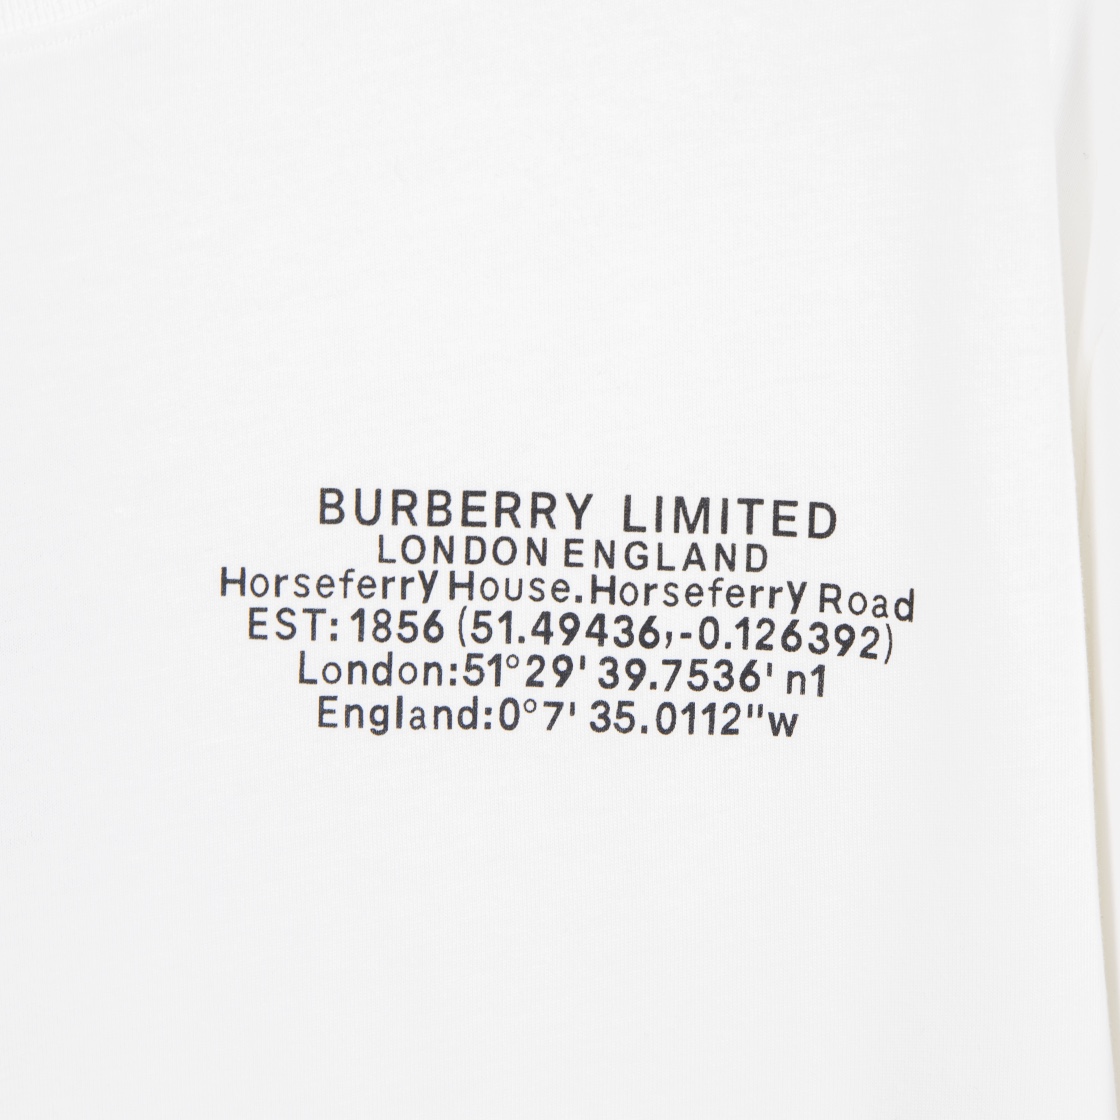 BURBERRY LIMITED
LONDON ENGLAND
Horseferry House.Horseferry Road
EST: 1856 (51.49436,-0.126392)
London:51°29' 39.7536' n1
England:0°7' 35.0112"w